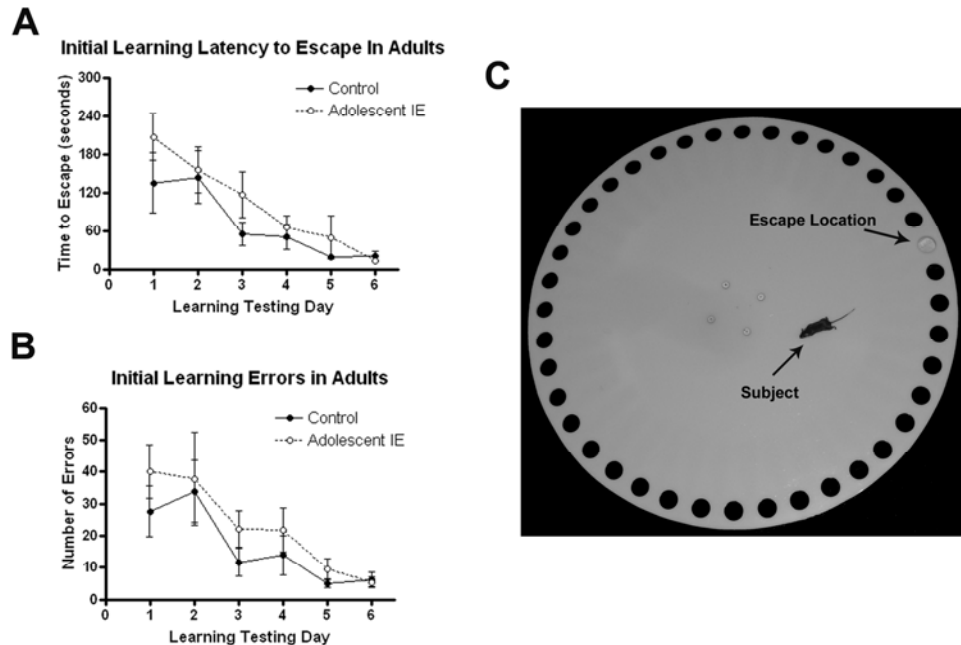 A
Initial Learning Latency to Escape In Adults
Time to Escape (seconds)
300
240
180
120
60
0
Control
Adolescent IE
0 1 2 3 4 5 6
Learning Testing Day
B
Initial Learning Errors in Adults
Number of Errors
60
50
40
30
20
10
0
Control
Adolescent IE
0 1 2 3 4 5 6
Learning Testing Day
C
Escape Location
Subject